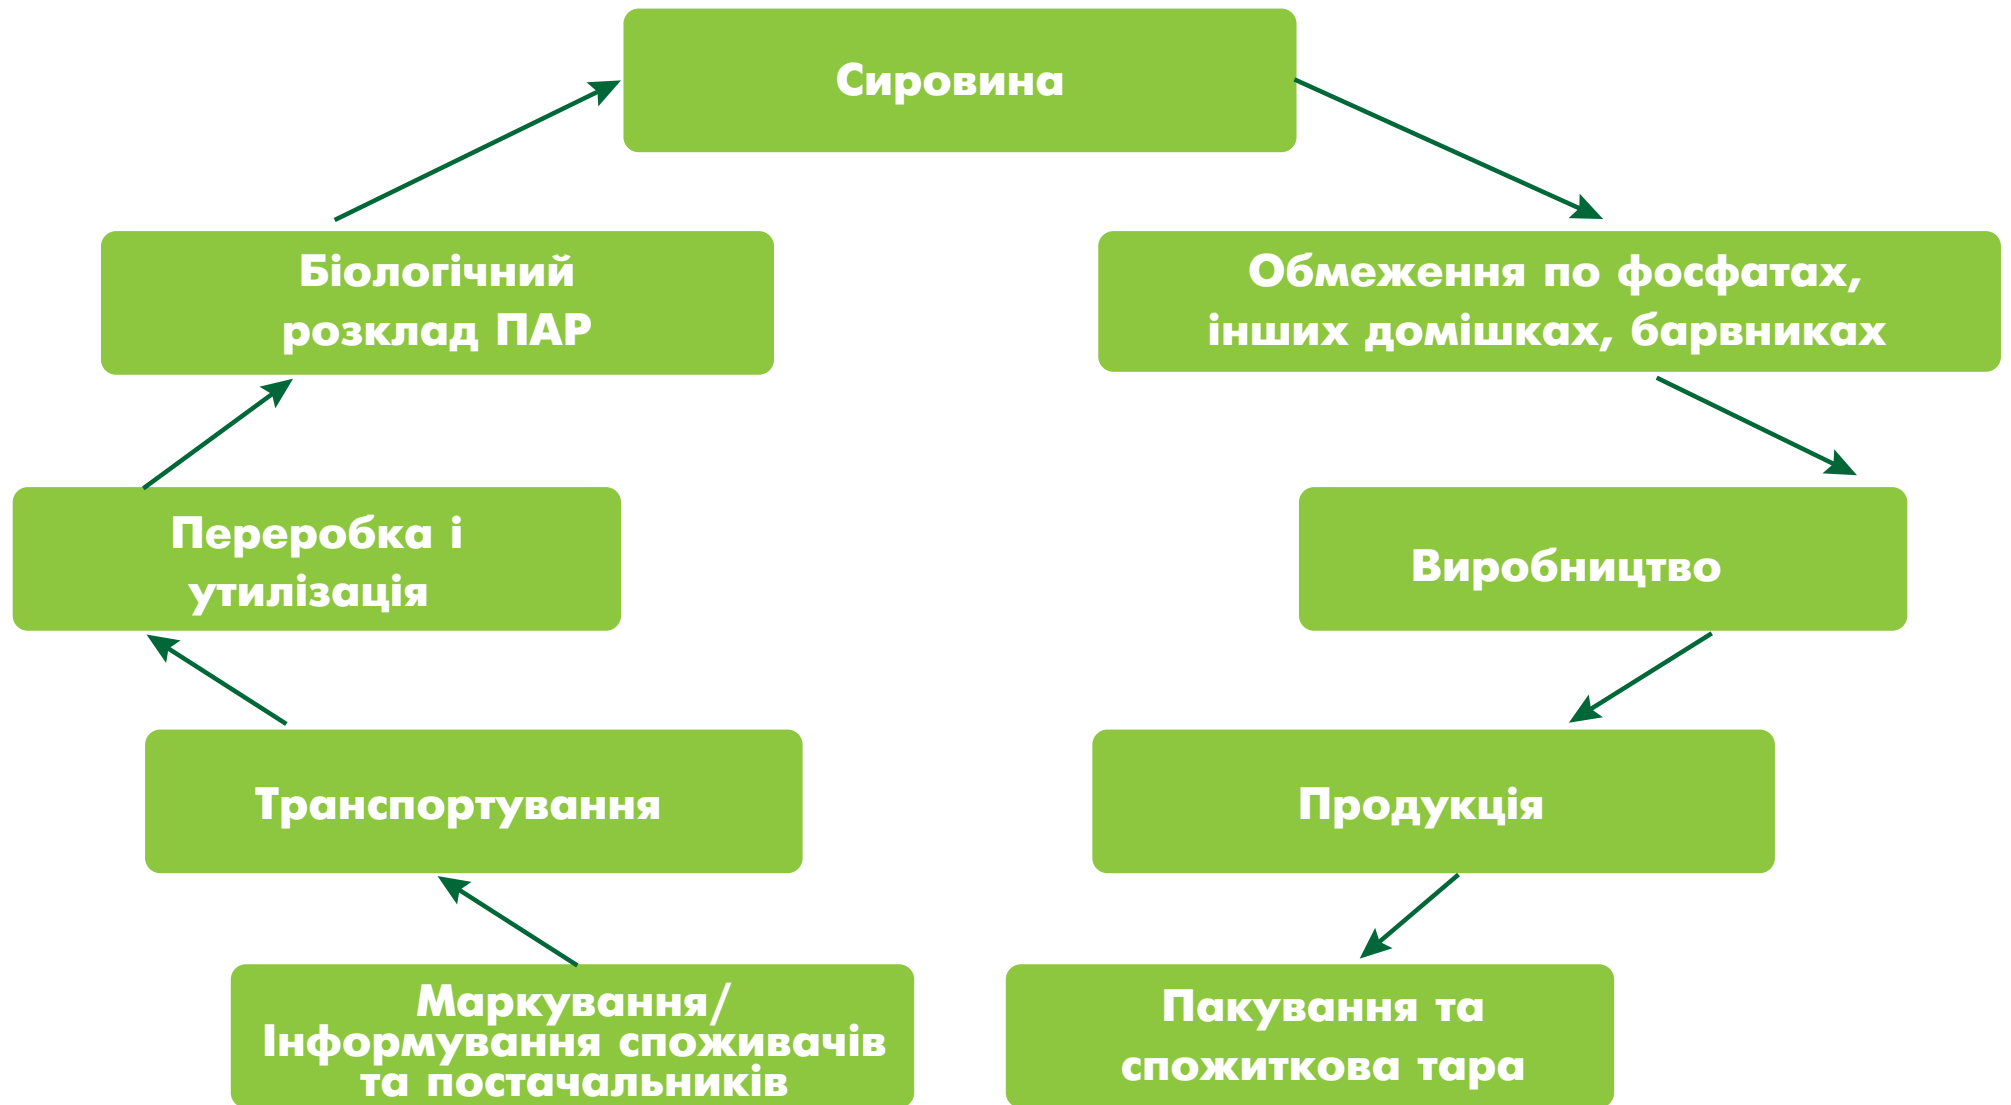 Сировина
Біологічний
розклад ПАР
Обмеження по фосфатах,
інших домішках, барвниках
Переробка і
утилізація
Виробництво
Транспортування
Продукція
Маркування/
Інформування споживачів
та постачальників
Пакування та
спожиткова тара